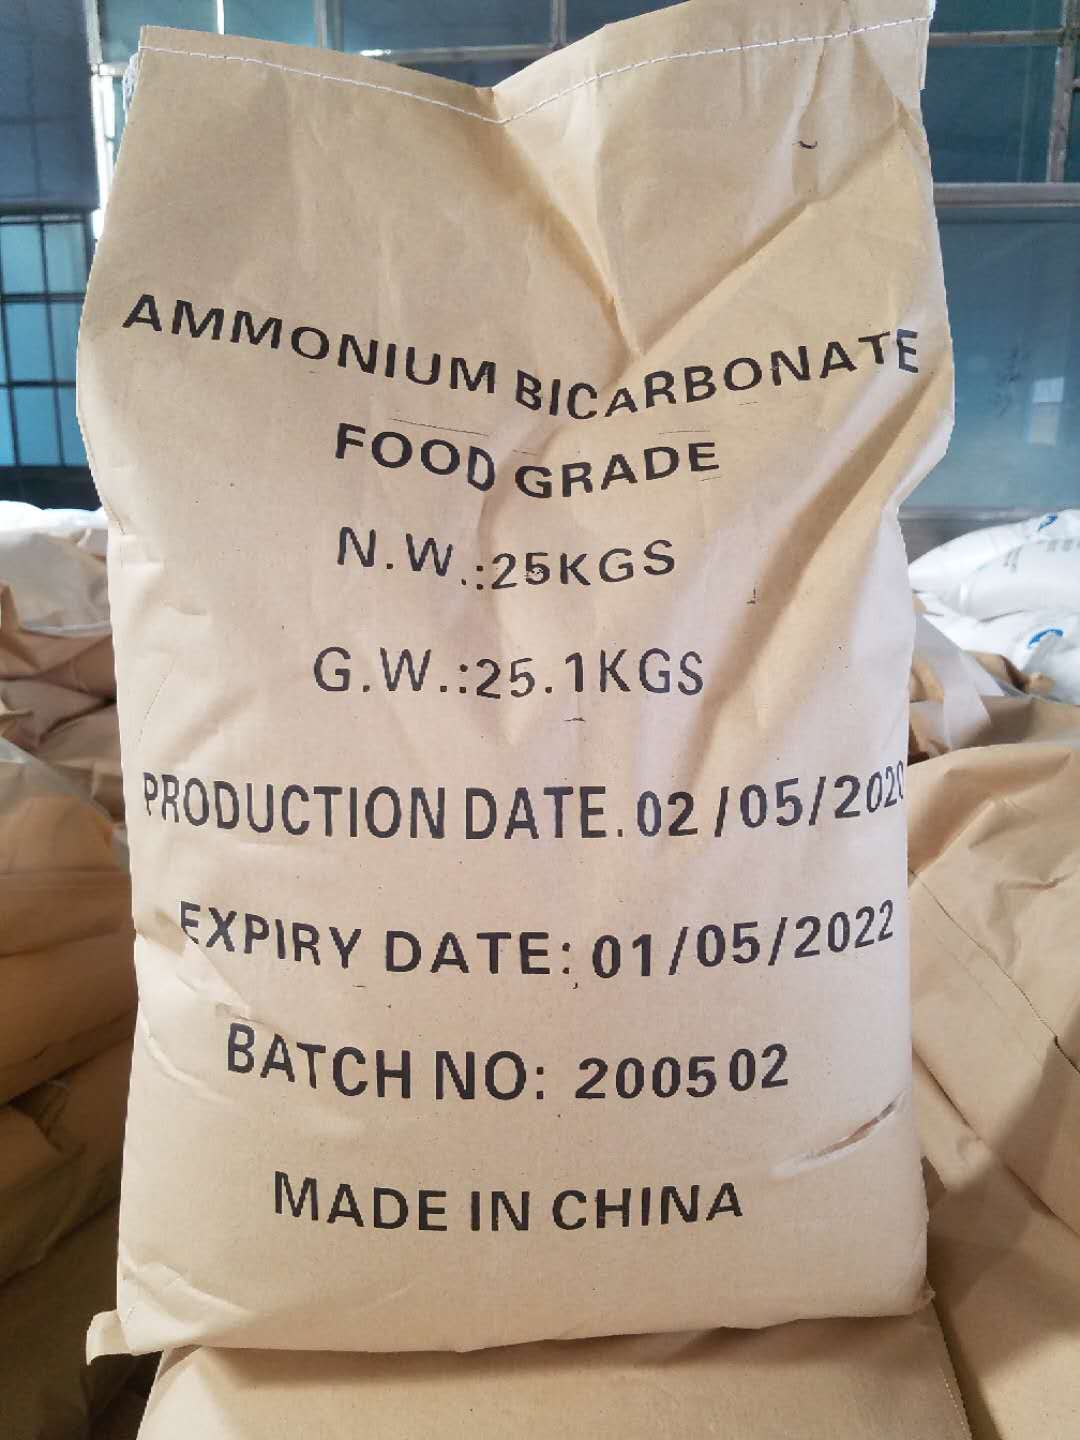 AMMONIUM BICARBONATE
FOOD GRADE
N.W.:25KGS
G.W.:25.1KGS
PRODUCTION DATE. 02/05/2020
EXPIRY DATE: 01/05/2022
BATCH NO: 200502
MADE IN CHINA